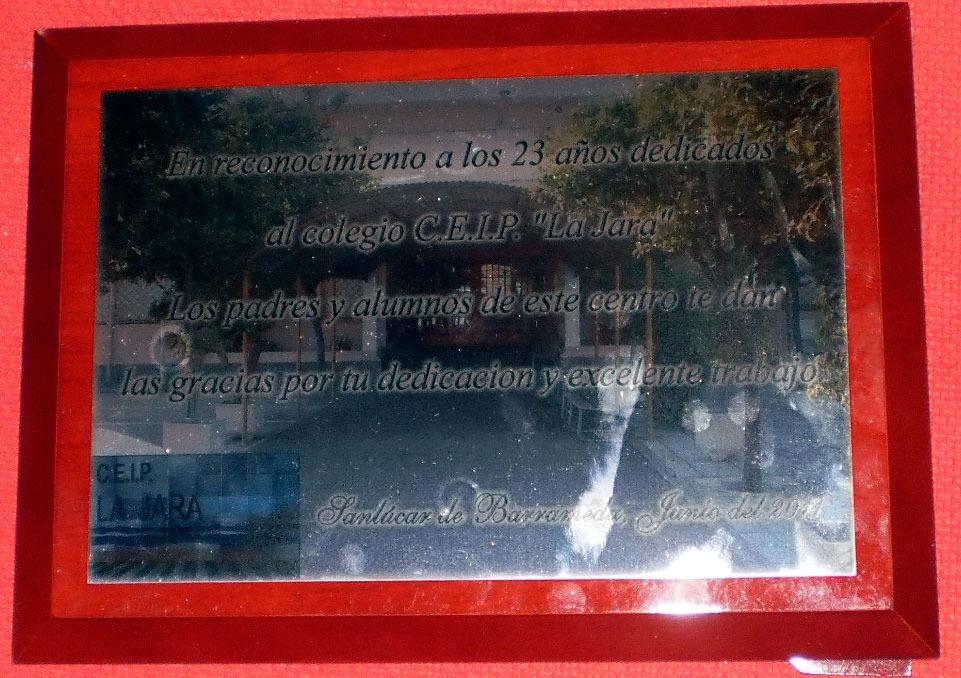 En reconocimiento a los 23 años dedicados
al colegio C.E.I.P. "La Jara"
Los padres y alumnos de este centro te dan
las gracias por tu dedicacion y excelente trabajo
C.E.I.P.
LA JARA
Sanlúcar de Barrameda, Junio del 2011